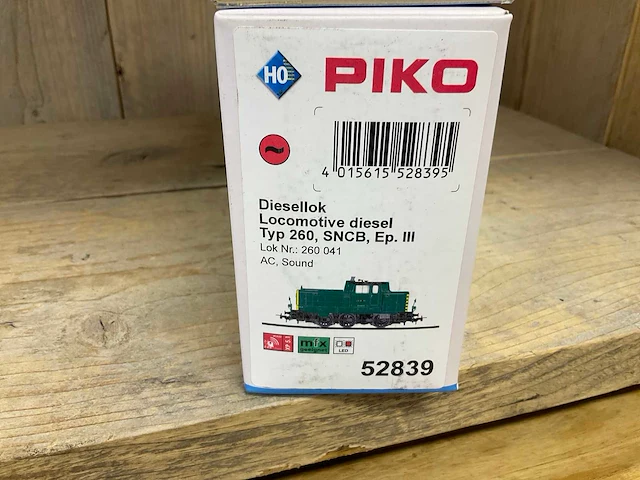 HO PIKO
4 015615 528395
Diesellok
Locomotive diesel
Typ 260, SNCB, Ep. III
Lok Nr.: 260 041
AC, Sound
mfx
LED
52839